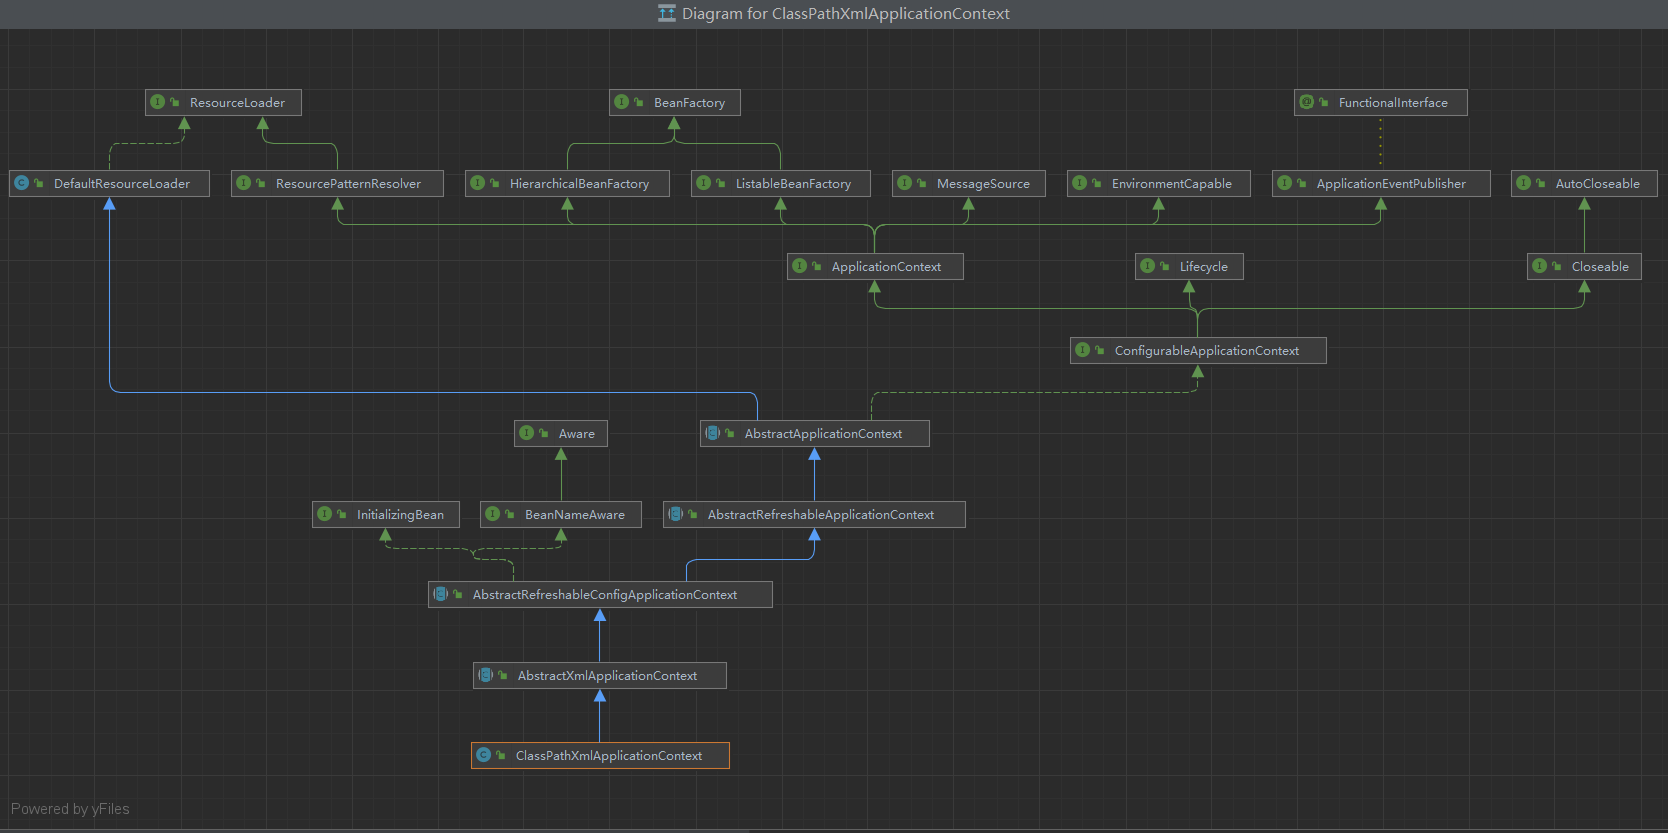 Diagram for ClassPathXmlApplicationContext
ResourceLoader
BeanFactory
FunctionalInterface
DefaultResourceLoader
ResourcePatternResolver
HierarchicalBeanFactory
ListableBeanFactory
MessageSource
EnvironmentCapable
ApplicationEventPublisher
AutoCloseable
ApplicationContext
Lifecycle
Closeable
ConfigurableApplicationContext
Aware
AbstractApplicationContext
InitializingBean
BeanNameAware
AbstractRefreshableApplicationContext
AbstractRefreshableConfigApplicationContext
AbstractXmlApplicationContext
ClassPathXmlApplicationContext
Powered by yFiles